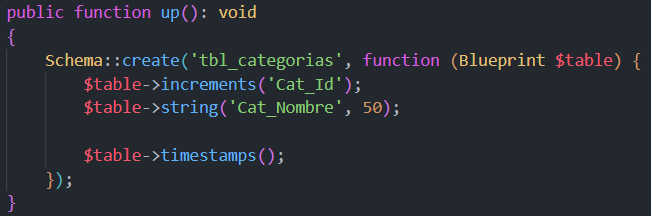 public function up(): void
{
    Schema::create('tbl_categorias', function (Blueprint $table) {
        $table->increments('Cat_Id');
        $table->string('Cat_Nombre', 50);

        $table->timestamps();
    });
}